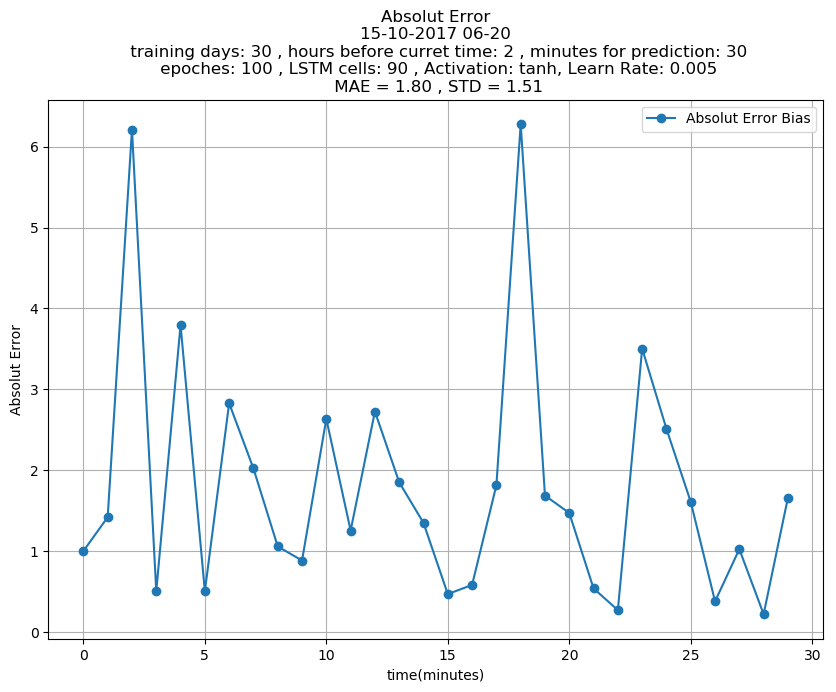 Absolut Error
15-10-2017 06-20
training days: 30 , hours before curret time: 2 , minutes for prediction: 30
epoches: 100 , LSTM cells: 90 , Activation: tanh, Learn Rate: 0.005
MAE = 1.80 , STD = 1.51
Absolut Error Bias
6
5
4
3
2
1
0
Absolut Error
0 5 10 15 20 25 30
time(minutes)